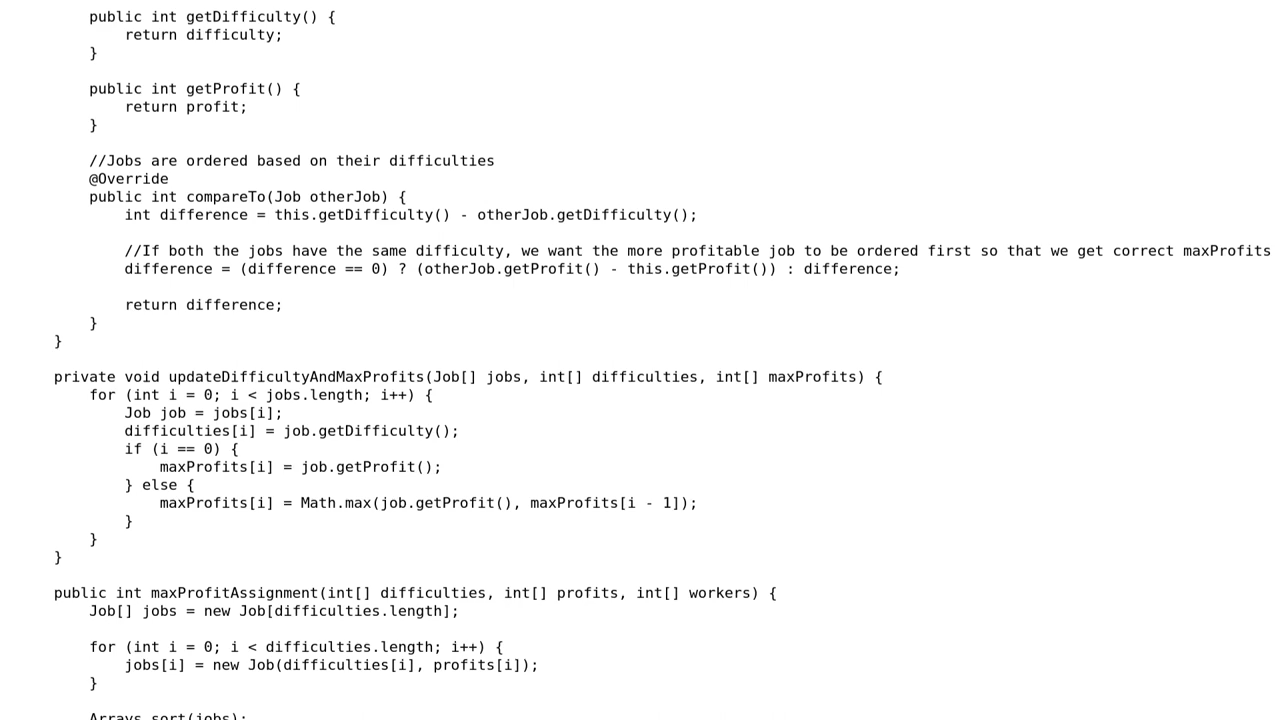 public int getDifficulty() {
return difficulty;
}
public int getProfit() {
return profit;
}
//Jobs are ordered based on their difficulties
@Override
public int compareTo(Job otherJob) {
int difference = this.getDifficulty() - otherJob.getDifficulty();
//If both the jobs have the same difficulty, we want the more profitable job to be ordered first so that we get correct maxProfits
difference = (difference == 0) ? (otherJob.getProfit() - this.getProfit()) : difference;
return difference;
}
}
private void updateDifficultyAndMaxProfits(Job[] jobs, int[] difficulties, int[] maxProfits) {
for (int i = 0; i < jobs.length; i++) {
Job job = jobs[i];
difficulties[i] = job.getDifficulty();
if (i == 0) {
maxProfits[i] = job.getProfit();
} else {
maxProfits[i] = Math.max(job.getProfit(), maxProfits[i - 1]);
}
}
}
public int maxProfitAssignment(int[] difficulties, int[] profits, int[] workers) {
Job[] jobs = new Job[difficulties.length];
for (int i = 0; i < difficulties.length; i++) {
jobs[i] = new Job(difficulties[i], profits[i]);
}
Arrays.sort(jobs);